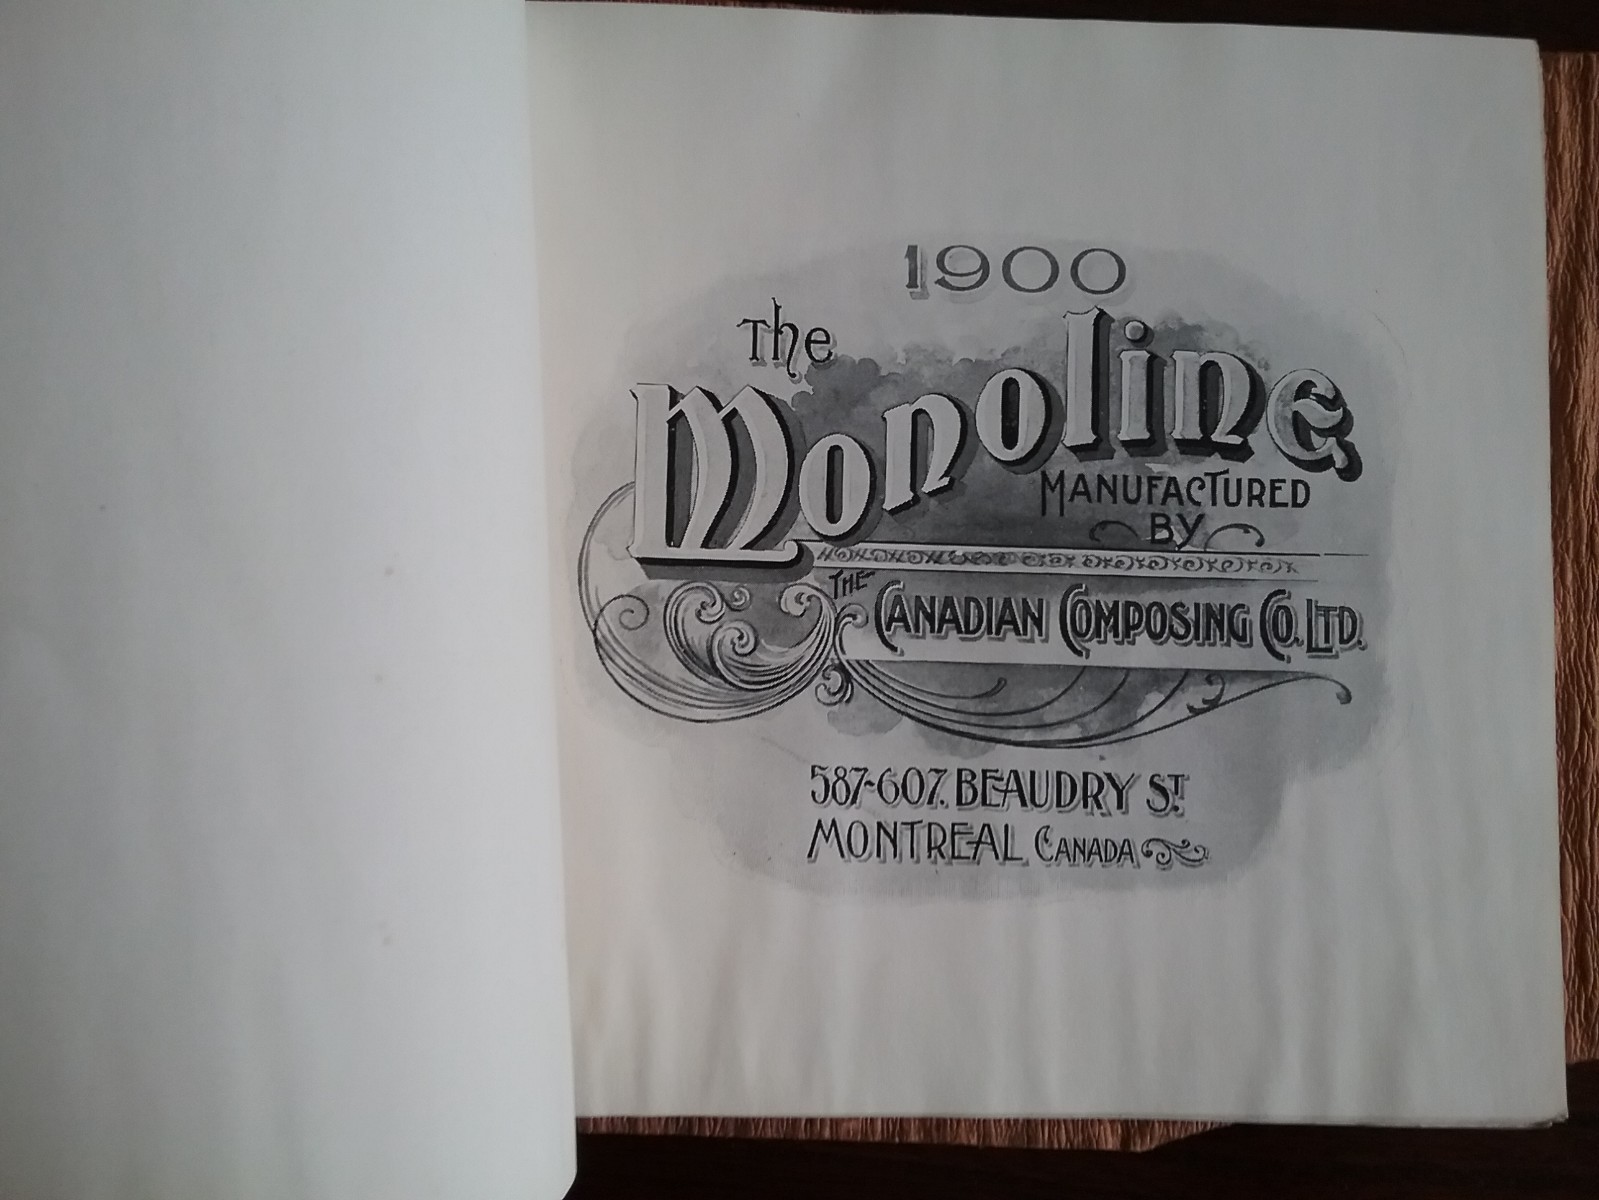 1900
The
Monoline
MANUFACTURED
BY
THE
CANADIAN COMPOSING CO. LTD.
587-607. BEAUDRY ST.
MONTREAL CANADA